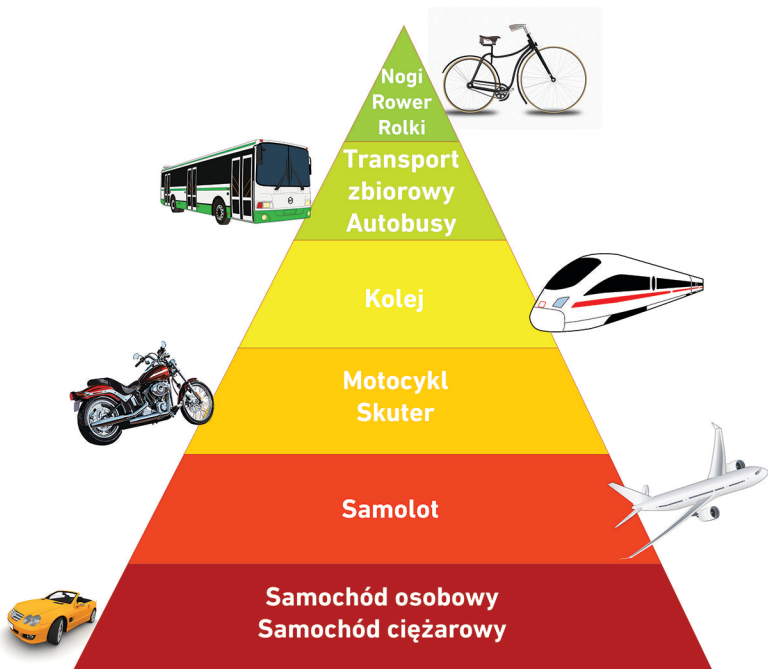 Nogi
Rower
Rolki
Transport
zbiorowy
Autobusy
Kolej
Motocykl
Skuter
Samolot
Samochód osobowy
Samochód ciężarowy